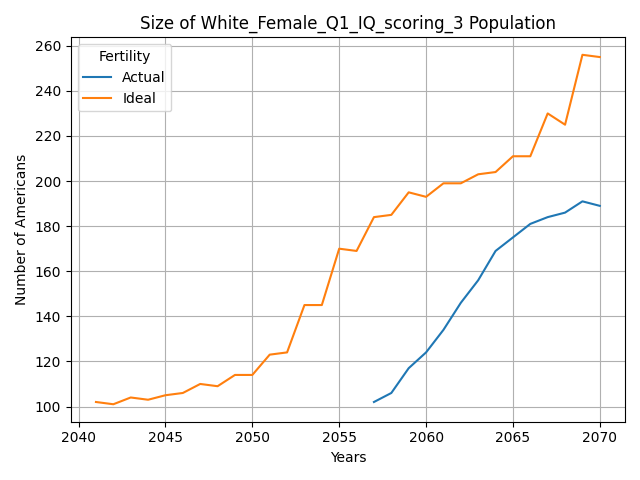 Size of White_Female_Q1_IQ_scoring_3 Population
Fertility
Actual
Ideal
Number of Americans
260
240
220
200
180
160
140
120
100
2040
2045
2050
2055
2060
2065
2070
Years